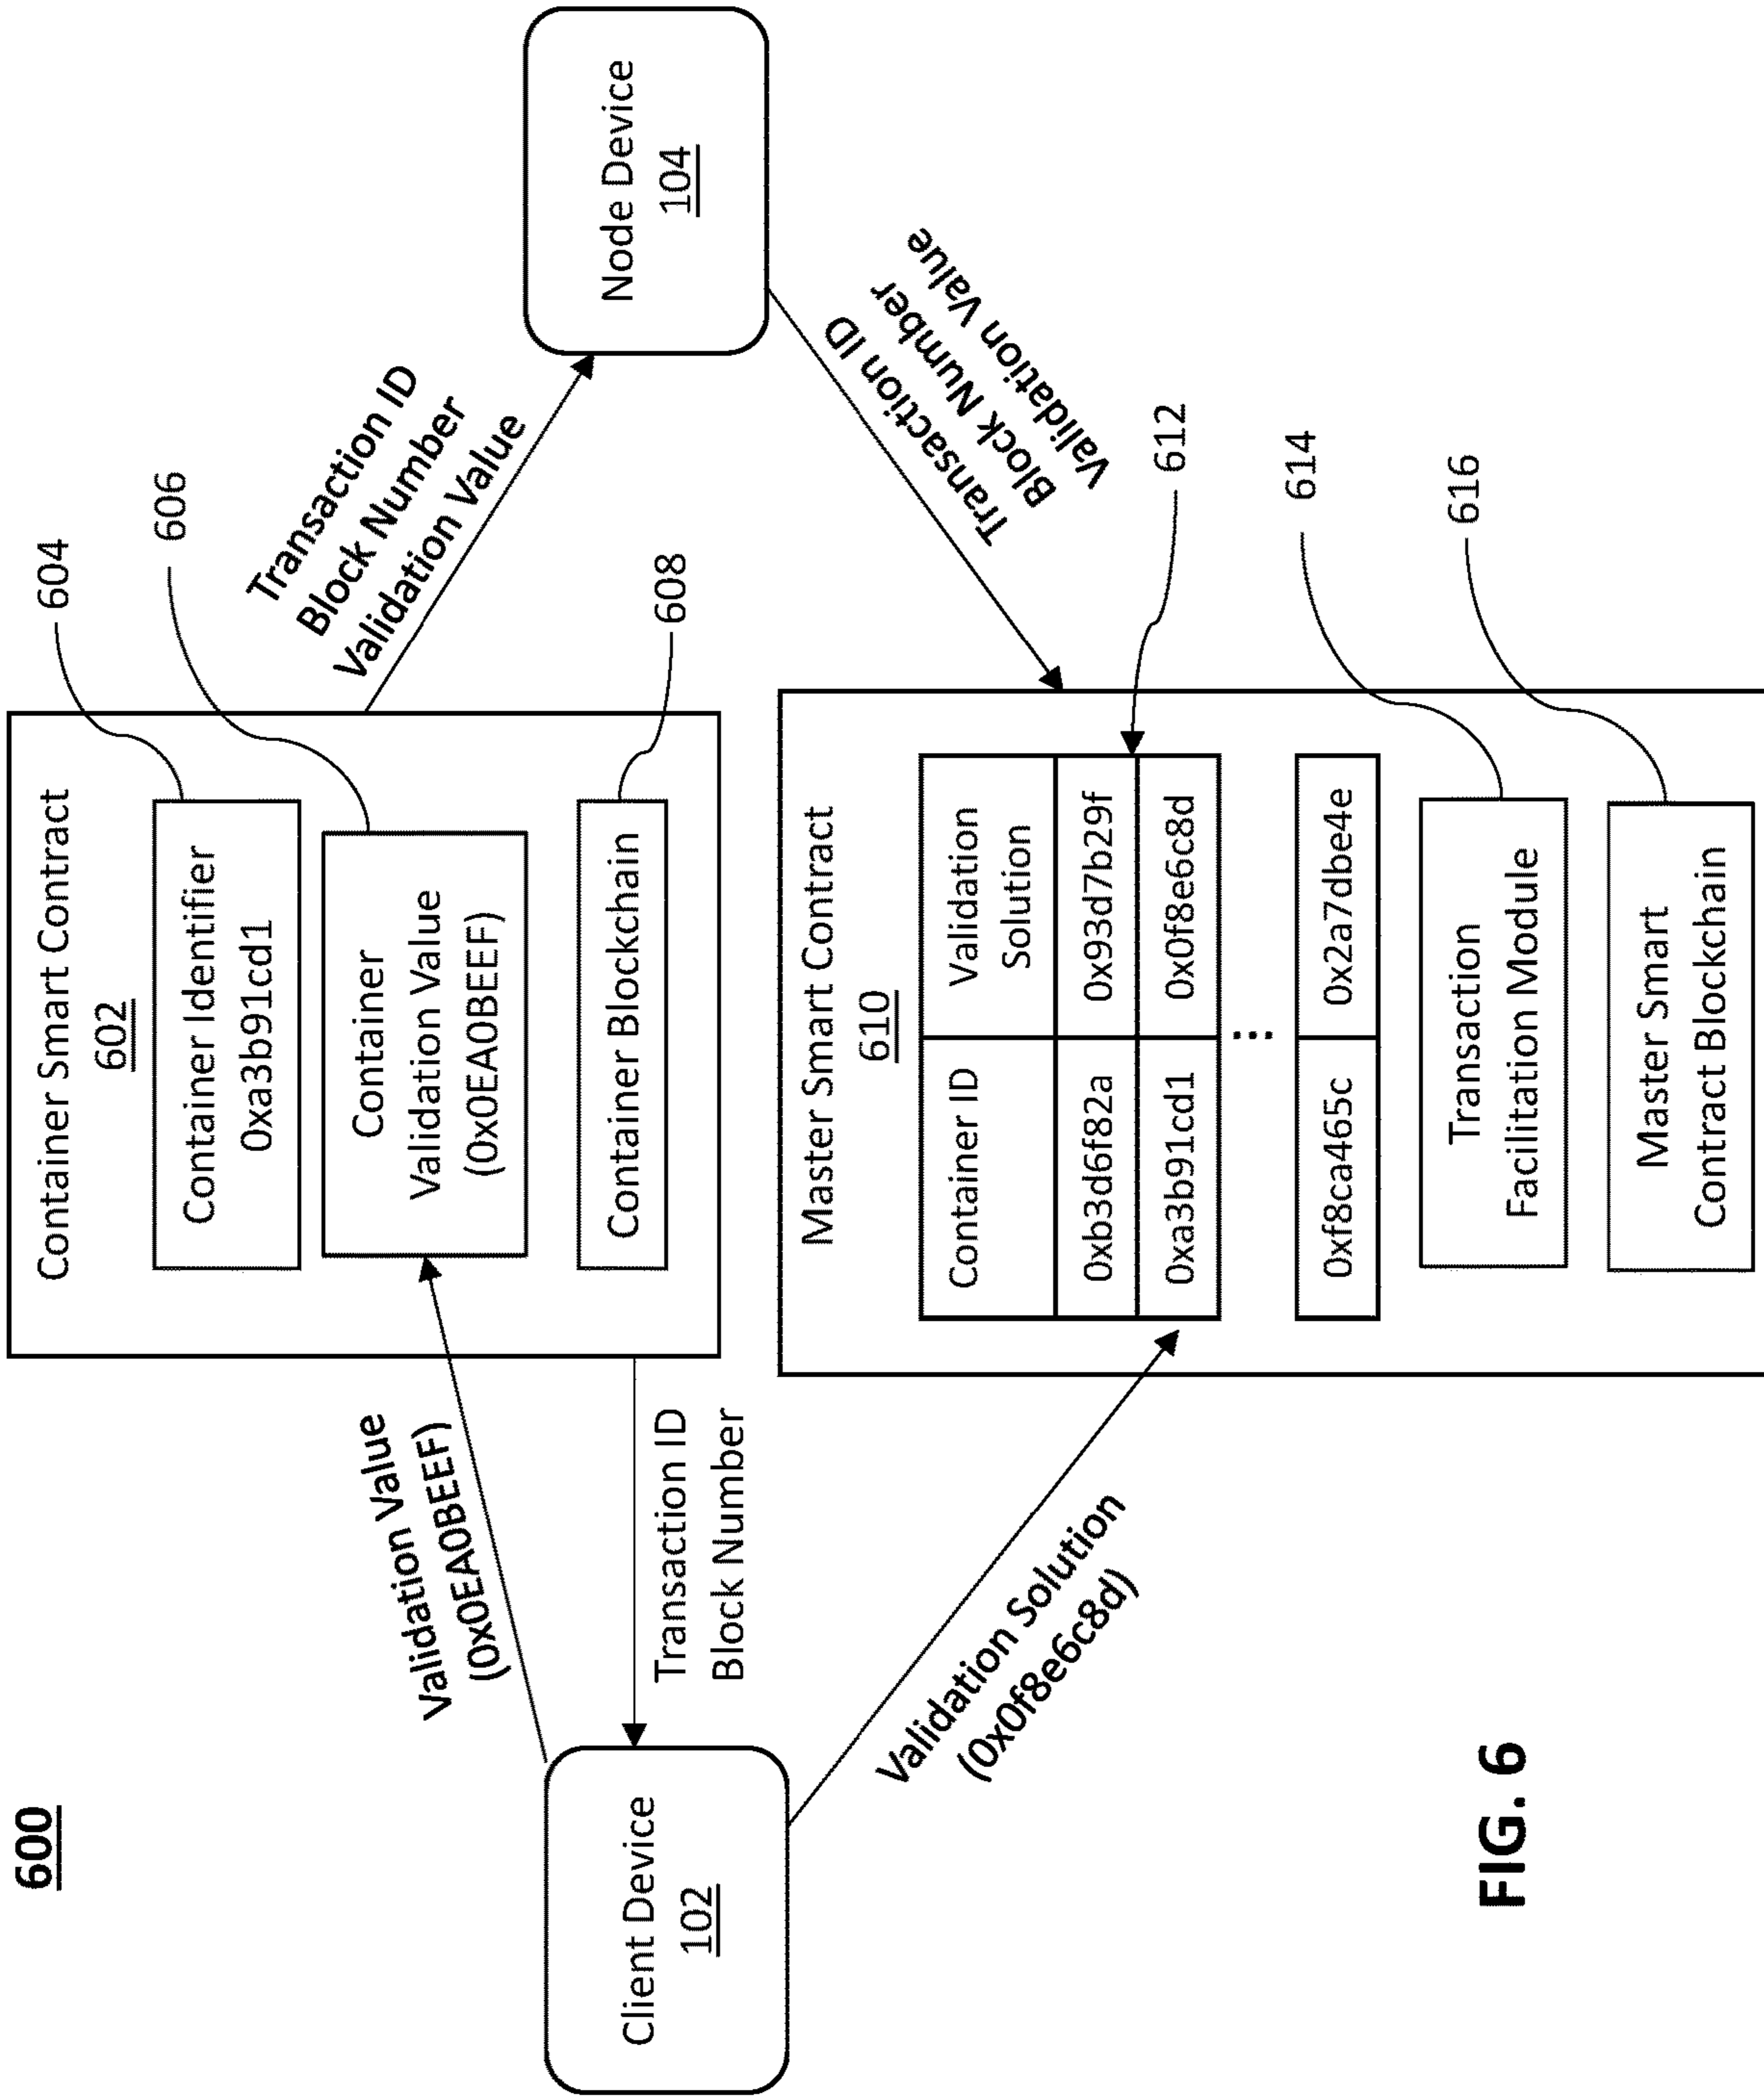 600
Container Smart Contract
602
Container Identifier
0xa3b91cd1
Container
Validation Value
(0x0EA0BEEF)
Container Blockchain
604
606
608
Transaction ID
Block Number
Validation Value
Node Device
104
Validation Value
(0x0EA0BEEF)
Transaction ID
Block Number
Client Device
102
Validation Solution
(0x0f8e6c8d)
Transaction ID
Block Number
Validation Value
Master Smart Contract
610
Container ID
Validation
Solution
0xb3d6f82a
0x93d7b29f
0xa3b91cd1
0x0f8e6c8d
...
0xf8ca465c
0x2a7dbe4e
Transaction
Facilitation Module
Master Smart
Contract Blockchain
612
614
616
FIG. 6